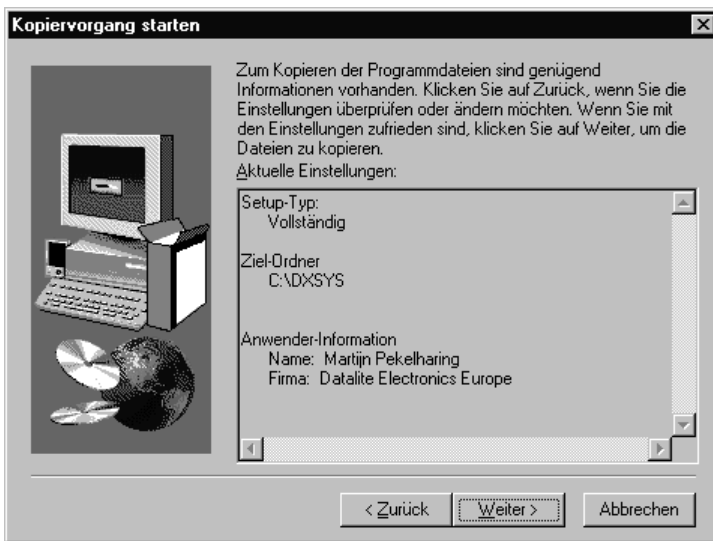 Kopiervorgang starten
Zum Kopieren der Programmdateien sind genügend
Informationen vorhanden. Klicken Sie auf Zurück, wenn Sie die
Einstellungen überprüfen oder ändern möchten. Wenn Sie mit
den Einstellungen zufrieden sind, klicken Sie auf Weiter, um die
Dateien zu kopieren.
Aktuelle Einstellungen:
Setup-Typ:
Vollständig
Ziel-Ordner
C:\DXSYS
Anwender-Information
Name: Martijn Pekelharing
Firma: Datalite Electronics Europe
< Zurück Weiter > Abbrechen